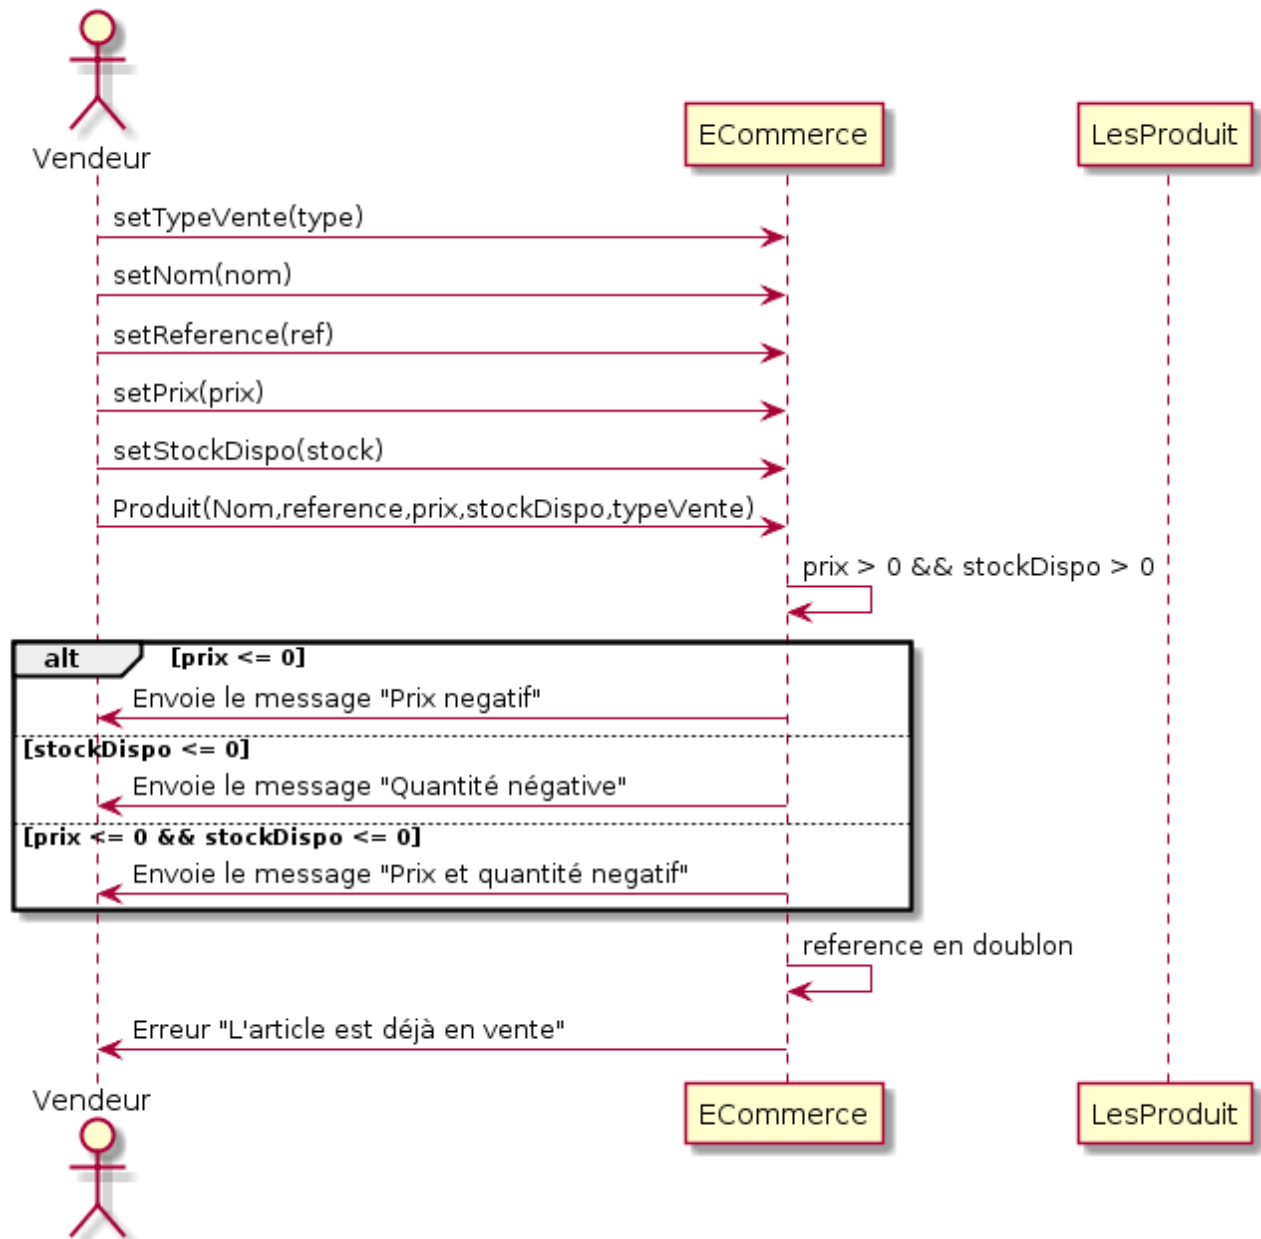 Vendeur
ECommerce
LesProduit
setTypeVente(type)
setNom(nom)
setReference(ref)
setPrix(prix)
setStockDispo(stock)
Produit(Nom,reference,prix,stockDispo,typeVente)
prix > 0 && stockDispo > 0
alt [prix <= 0]
Envoie le message "Prix negatif"
[stockDispo <= 0]
Envoie le message "Quantité négative"
[prix <= 0 && stockDispo <= 0]
Envoie le message "Prix et quantité negatif"
reference en doublon
Erreur "L'article est déjà en vente"
Vendeur
ECommerce
LesProduit